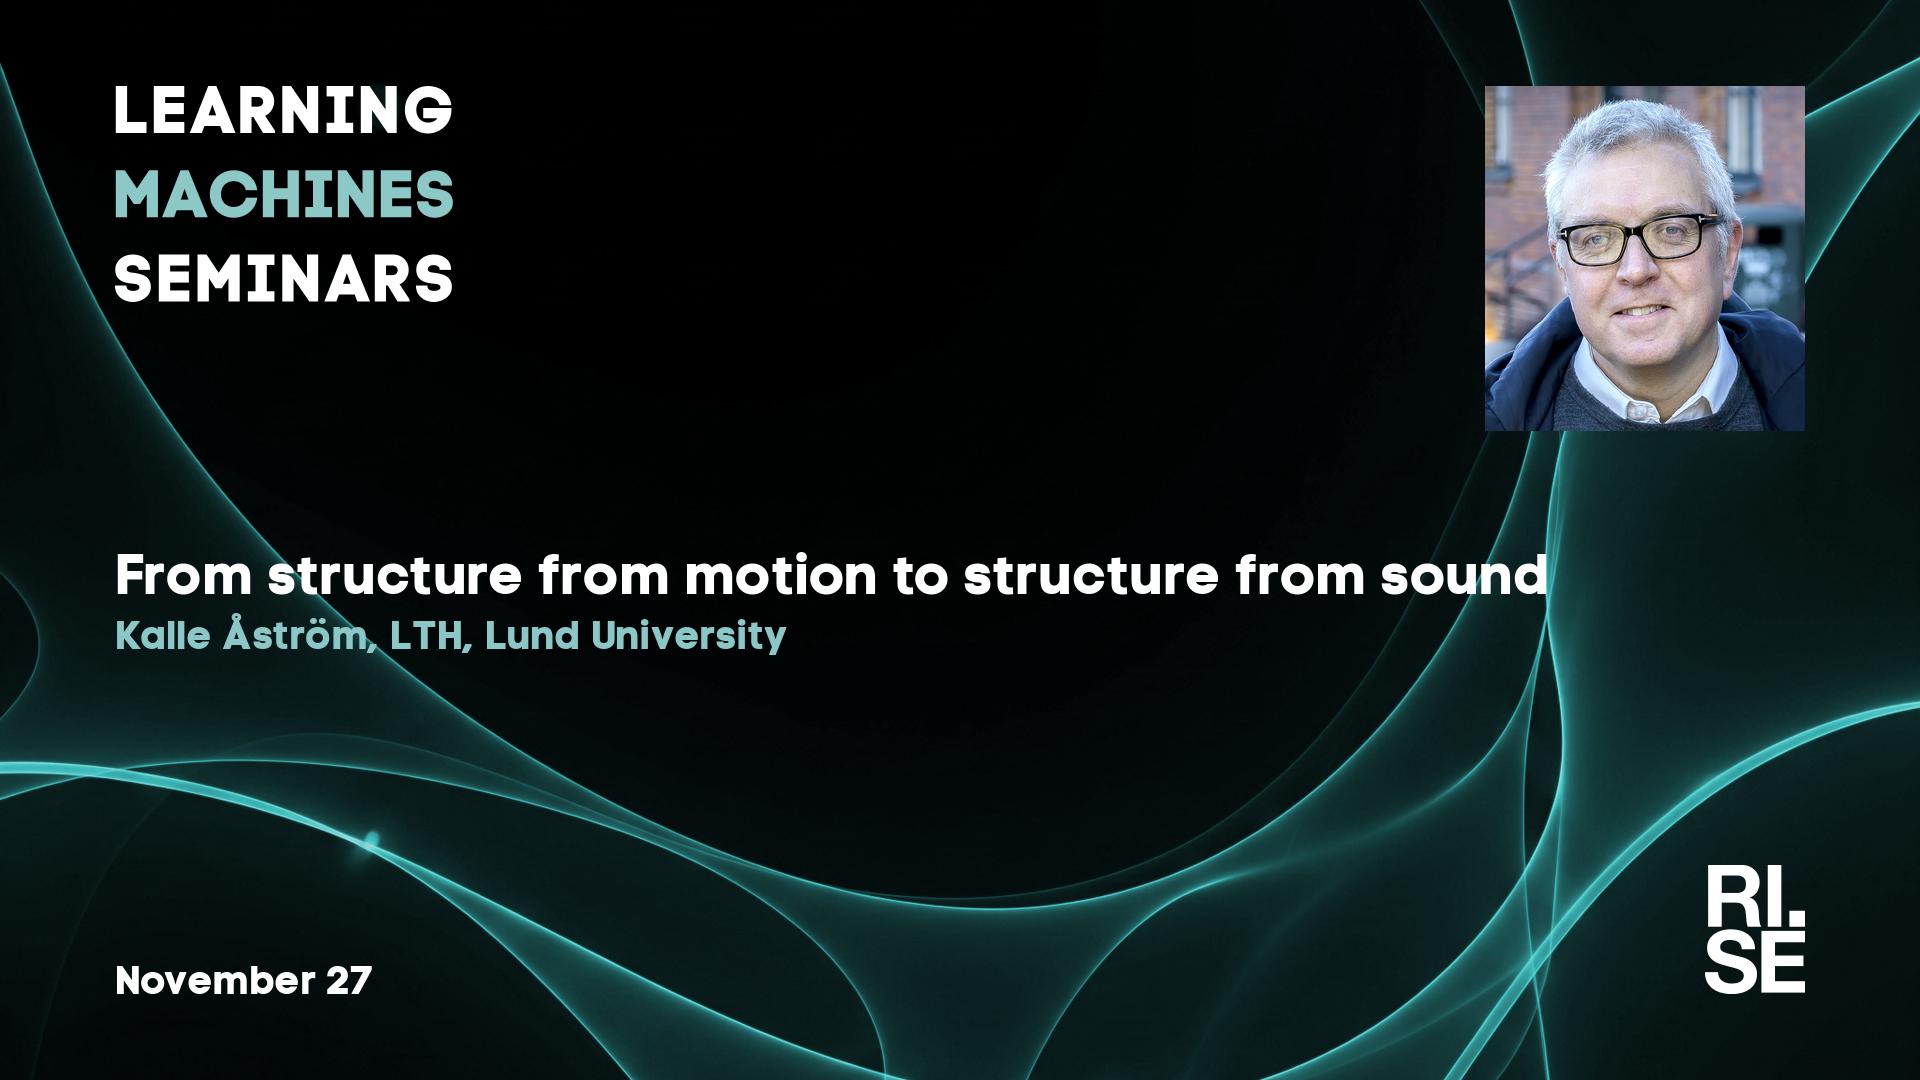 LEARNING
MACHINES
SEMINARS
From structure from motion to structure from sound
Kalle Åström, LTH, Lund University
November 27
RI.
SE